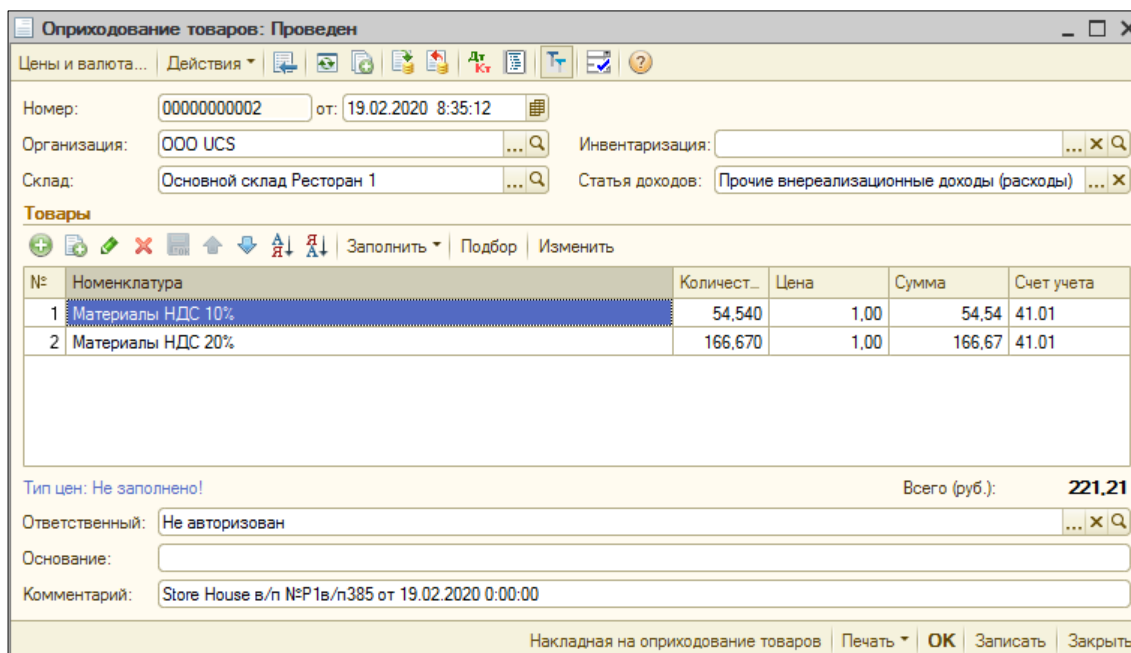 Оприходование товаров: Проведен
Цены и валюта... Действия
Номер: 00000000002 от: 19.02.2020 8:35:12
Организация: ООО UCS ... Инвентаризация: ...
Склад: Основной склад Ресторан 1 ... Статья доходов: Прочие внереализационные доходы (расходы) ...
Товары
Заполнить Подбор Изменить
№ Номенклатура Количест... Цена Сумма Счет учета
1 Материалы НДС 10% 54,540 1,00 54,54 41.01
2 Материалы НДС 20% 166,670 1,00 166,67 41.01
Тип цен: Не заполнено! Всего (руб.): 221,21
Ответственный: Не авторизован ...
Основание:
Комментарий: Store House в/п №Р1в/п385 от 19.02.2020 0:00:00
Накладная на оприходование товаров Печать OK Записать Закрыть